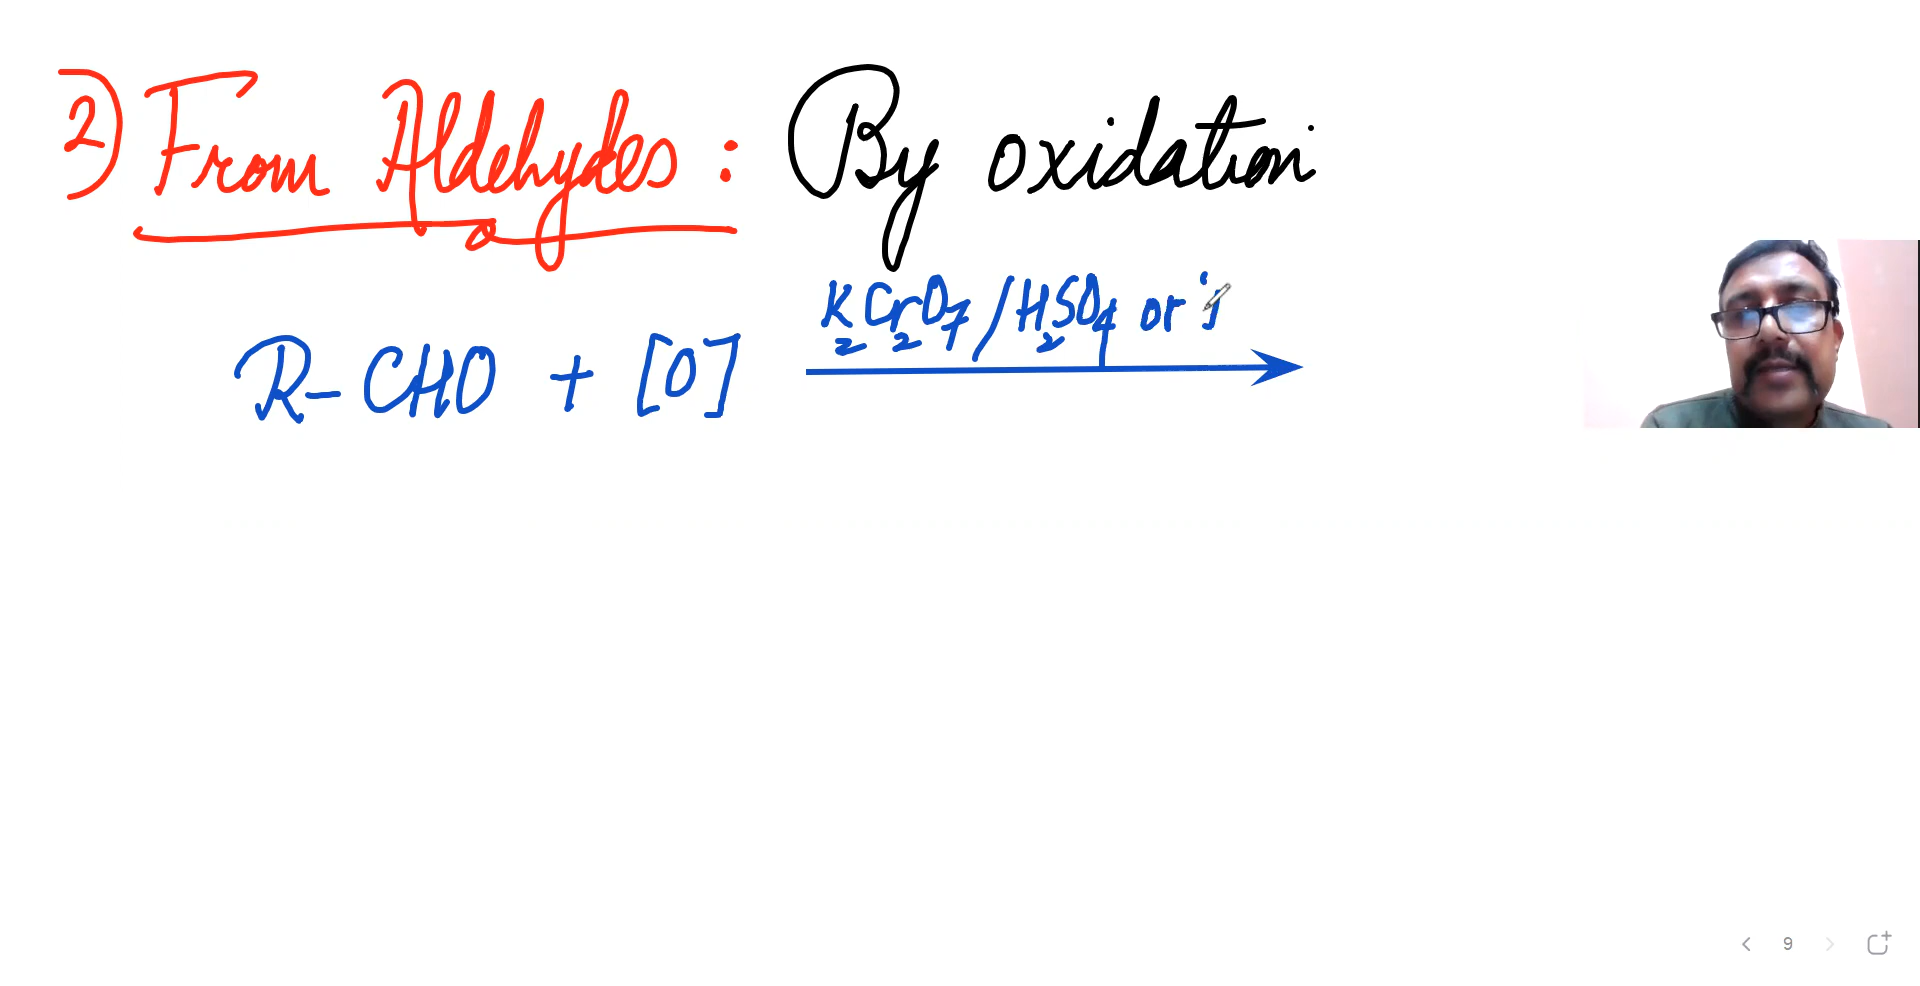 2) From Aldehydes : By oxidation
K2Cr2O7/H2SO4 or
R-CHO + [O]
9